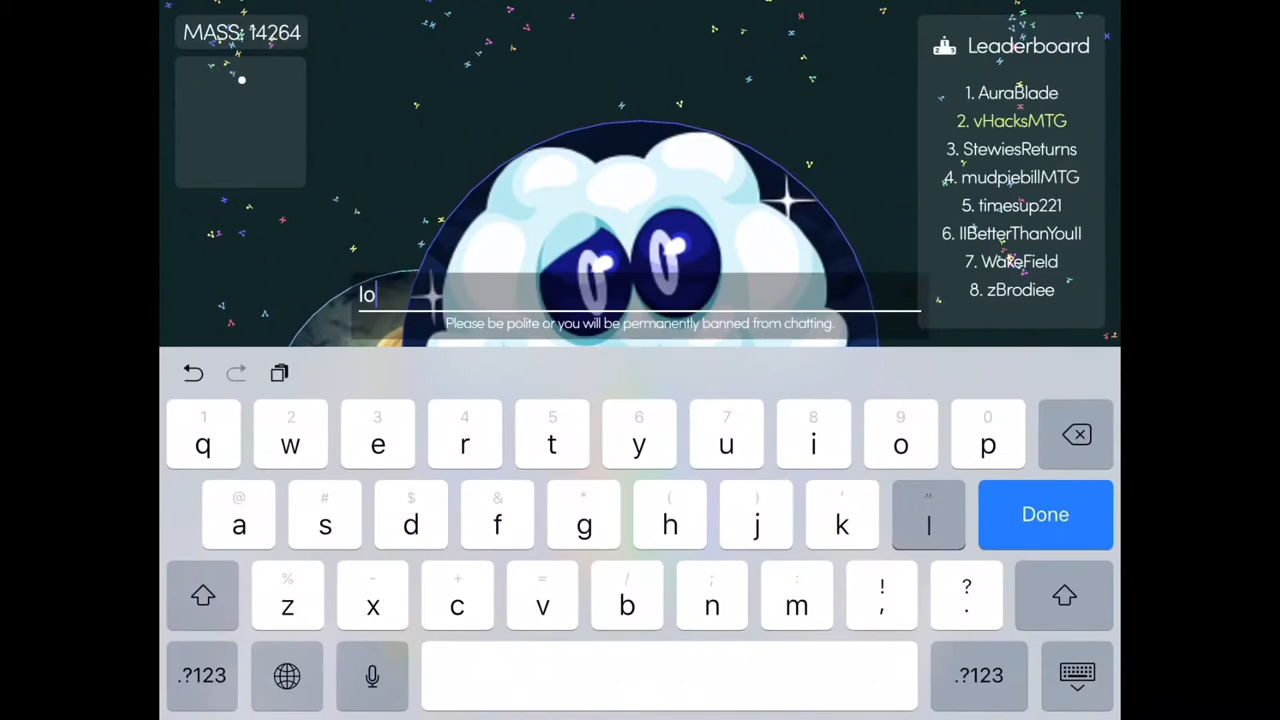 MASS: 14264
Leaderboard
1. AuraBlade
2. vHacksMTG
3. StewiesReturns
4. mudpiebillMTG
5. timesup221
6. llBetterThanYoull
7. WakeField
8. zBrodiee
lo
Please be polite or you will be permanently banned from chatting.
1 2 3 4 5 6 7 8 9 0
q w e r t y u i o p
@ # $ & * ( ) ' "
a s d f g h j k l Done
% - + = / ; : ! ?
z x c v b n m , .
.?123 .?123